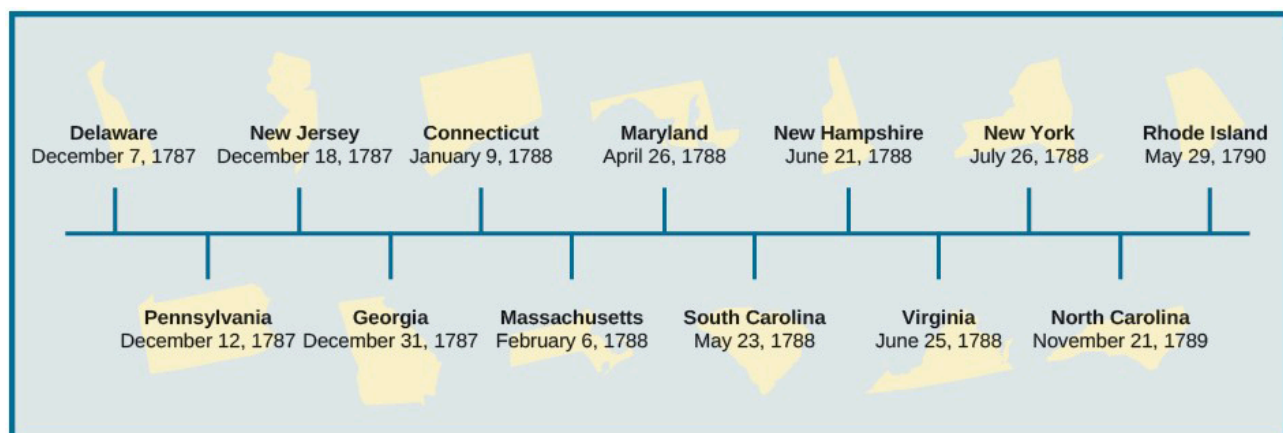 Delaware
December 7, 1787
New Jersey
December 18, 1787
Connecticut
January 9, 1788
Maryland
April 26, 1788
New Hampshire
June 21, 1788
New York
July 26, 1788
Rhode Island
May 29, 1790
Pennsylvania
December 12, 1787
Georgia
December 31, 1787
Massachusetts
February 6, 1788
South Carolina
May 23, 1788
Virginia
June 25, 1788
North Carolina
November 21, 1789